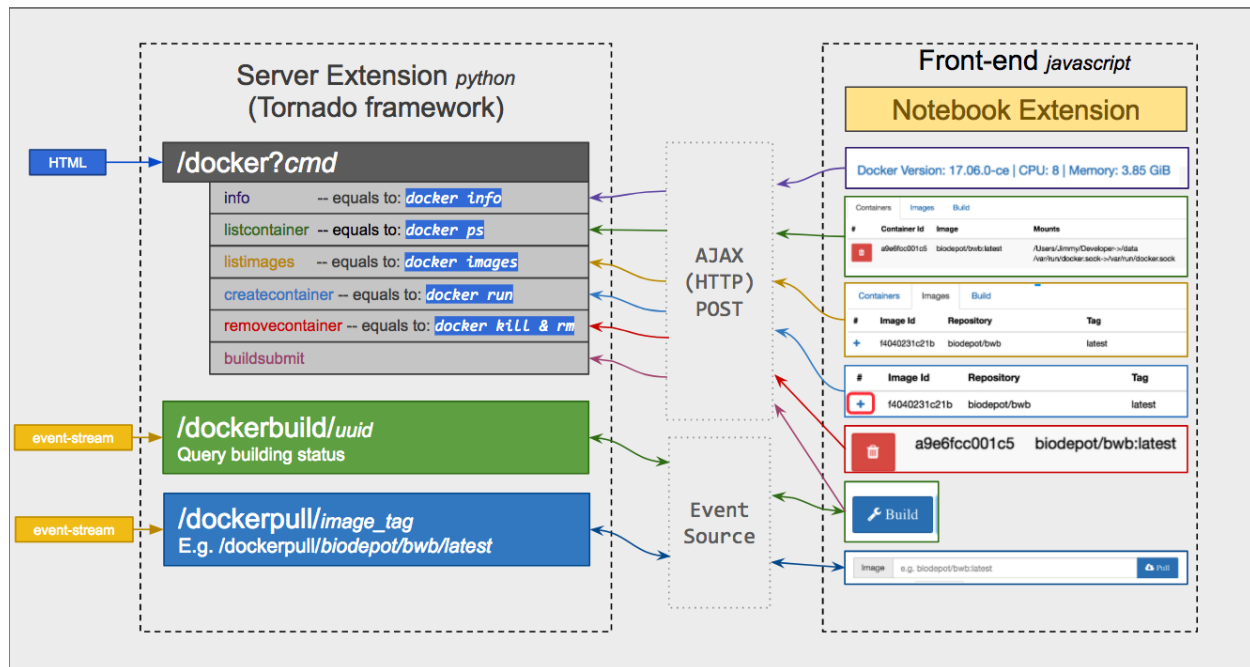 Server Extension python
(Tornado framework)
HTML
/docker?cmd
info -- equals to: docker info
listcontainer -- equals to: docker ps
listimages -- equals to: docker images
createcontainer -- equals to: docker run
removecontainer -- equals to: docker kill & rm
buildsubmit
event-stream
/dockerbuild/uuid
Query building status
event-stream
/dockerpull/image_tag
E.g. /dockerpull/biodepot/bwb/latest
AJAX
(HTTP)
POST
Event
Source
Front-end javascript
Notebook Extension
Docker Version: 17.06.0-ce | CPU: 8 | Memory: 3.85 GiB
Containers Images Build
# Container Id Image Mounts
a9e6fcc001c5 biodepot/bwb:latest /Users/Jimmy/Developer->/data
/var/run/docker.sock->/var/run/docker.sock
Containers Images Build
# Image Id Repository Tag
+ f4040231c21b biodepot/bwb latest
# Image Id Repository Tag
+ f4040231c21b biodepot/bwb latest
a9e6fcc001c5 biodepot/bwb:latest
Build
Image e.g. biodepot/bwb:latest Pull